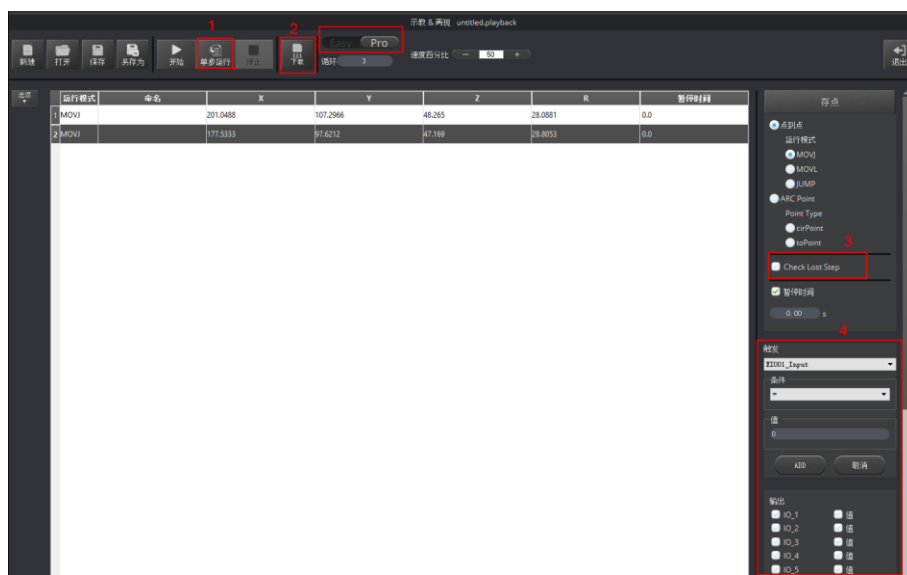 示教 & 再现 untitled.playback
1
2
Easy Pro
新建 打开 保存 另存为 开始 单步运行 停止 下载 循环 3 速度百分比 - 50 + 退出
选项
运行模式 命名 X Y Z R 暂停时间
1 MOVJ 201.0488 107.2966 48.265 28.0881 0.0
2 MOVJ 177.5333 97.6212 47.169 28.8053 0.0
存点
点到点
运行模式
MOVJ
MOVL
JUMP
ARC Point
Point Type
cirPoint
toPoint
3
Check Lost Step
暂停时间
0.00 s
4
触发
EIO01_Input
条件
=
值
0
ADD 取消
输出
IO_1 值
IO_2 值
IO_3 值
IO_4 值
IO_5 值